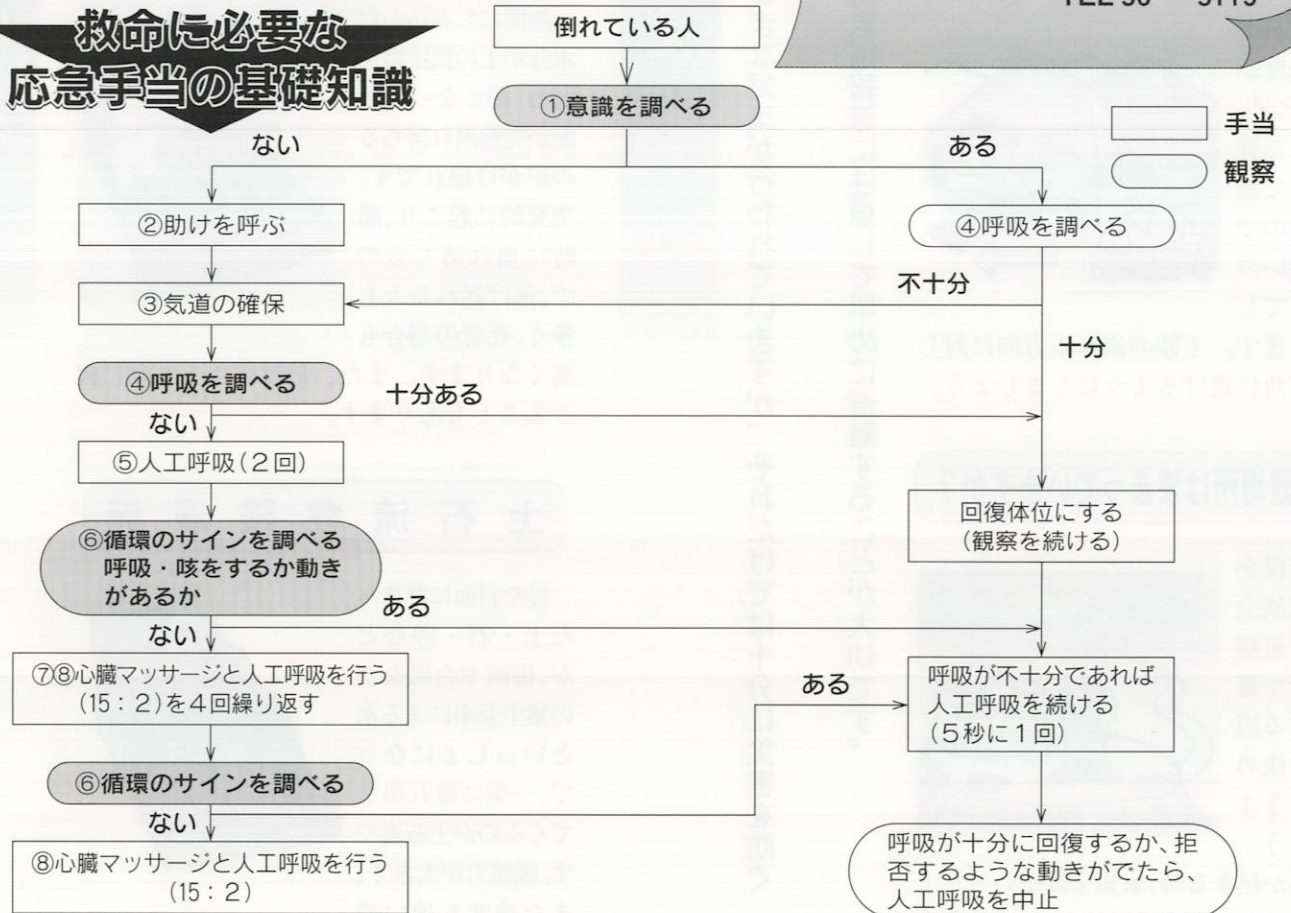 救命に必要な
応急手当の基礎知識
倒れている人
①意識を調べる
手当
観察
ない
ある
②助けを呼ぶ
④呼吸を調べる
不十分
③気道の確保
十分
④呼吸を調べる
十分ある
ない
⑤人工呼吸(2回)
回復体位にする
(観察を続ける)
⑥循環のサインを調べる
呼吸・咳をするか動き
があるか
ある
ない
⑦⑧心臓マッサージと人工呼吸を行う
(15:2)を4回繰り返す
ある
呼吸が不十分であれば
人工呼吸を続ける
(5秒に1回)
⑥循環のサインを調べる
ない
⑧心臓マッサージと人工呼吸を行う
(15:2)
呼吸が十分に回復するか、拒
否するような動きがでたら、
人工呼吸を中止